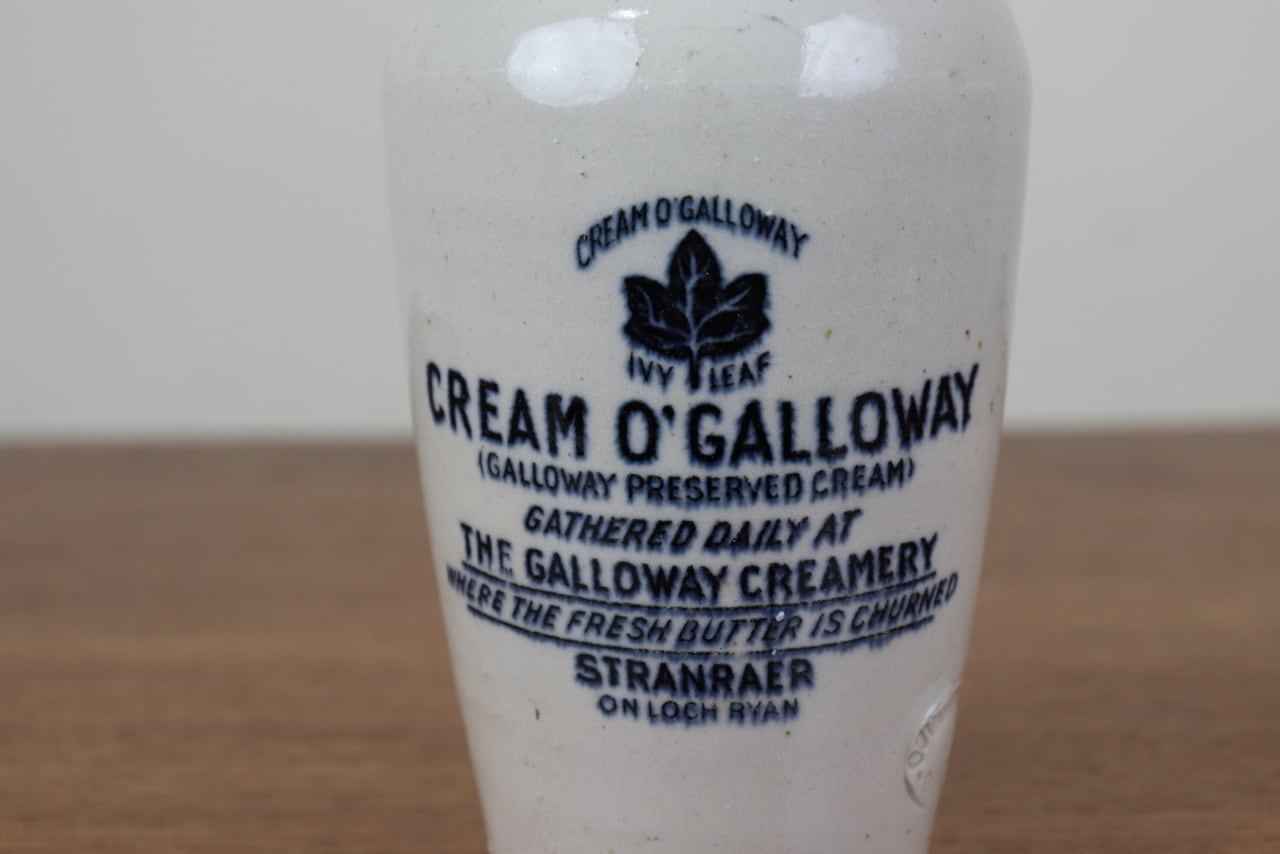 CREAM O'GALLOWAY
IVY LEAF
CREAM O'GALLOWAY
(GALLOWAY PRESERVED CREAM)
GATHERED DAILY AT
THE GALLOWAY CREAMERY
WHERE THE FRESH BUTTER IS CHURNED
STRANRAER
ON LOCH RYAN